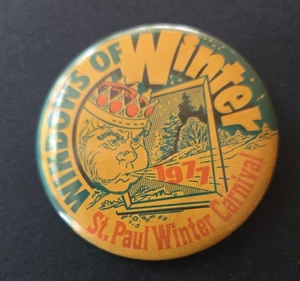 WINDOWS OF
Winter
1977
St. Paul Winter Carnival